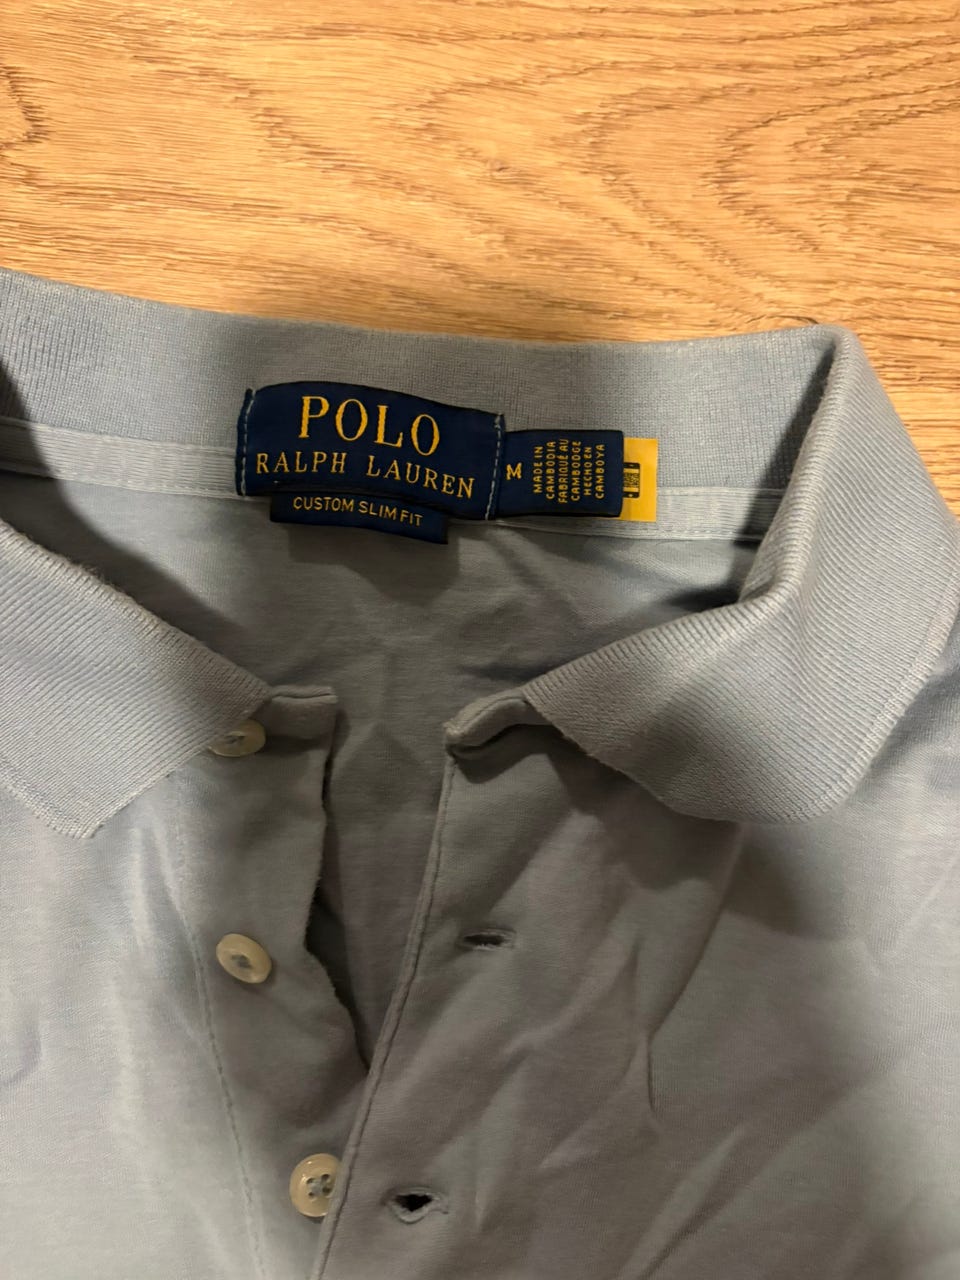 POLO
RALPH LAUREN
CUSTOM SLIM FIT
M
MADE IN
CAMBODIA
FABRIQUÉ AU
CAMBODGE
HECHO EN
CAMBOYA